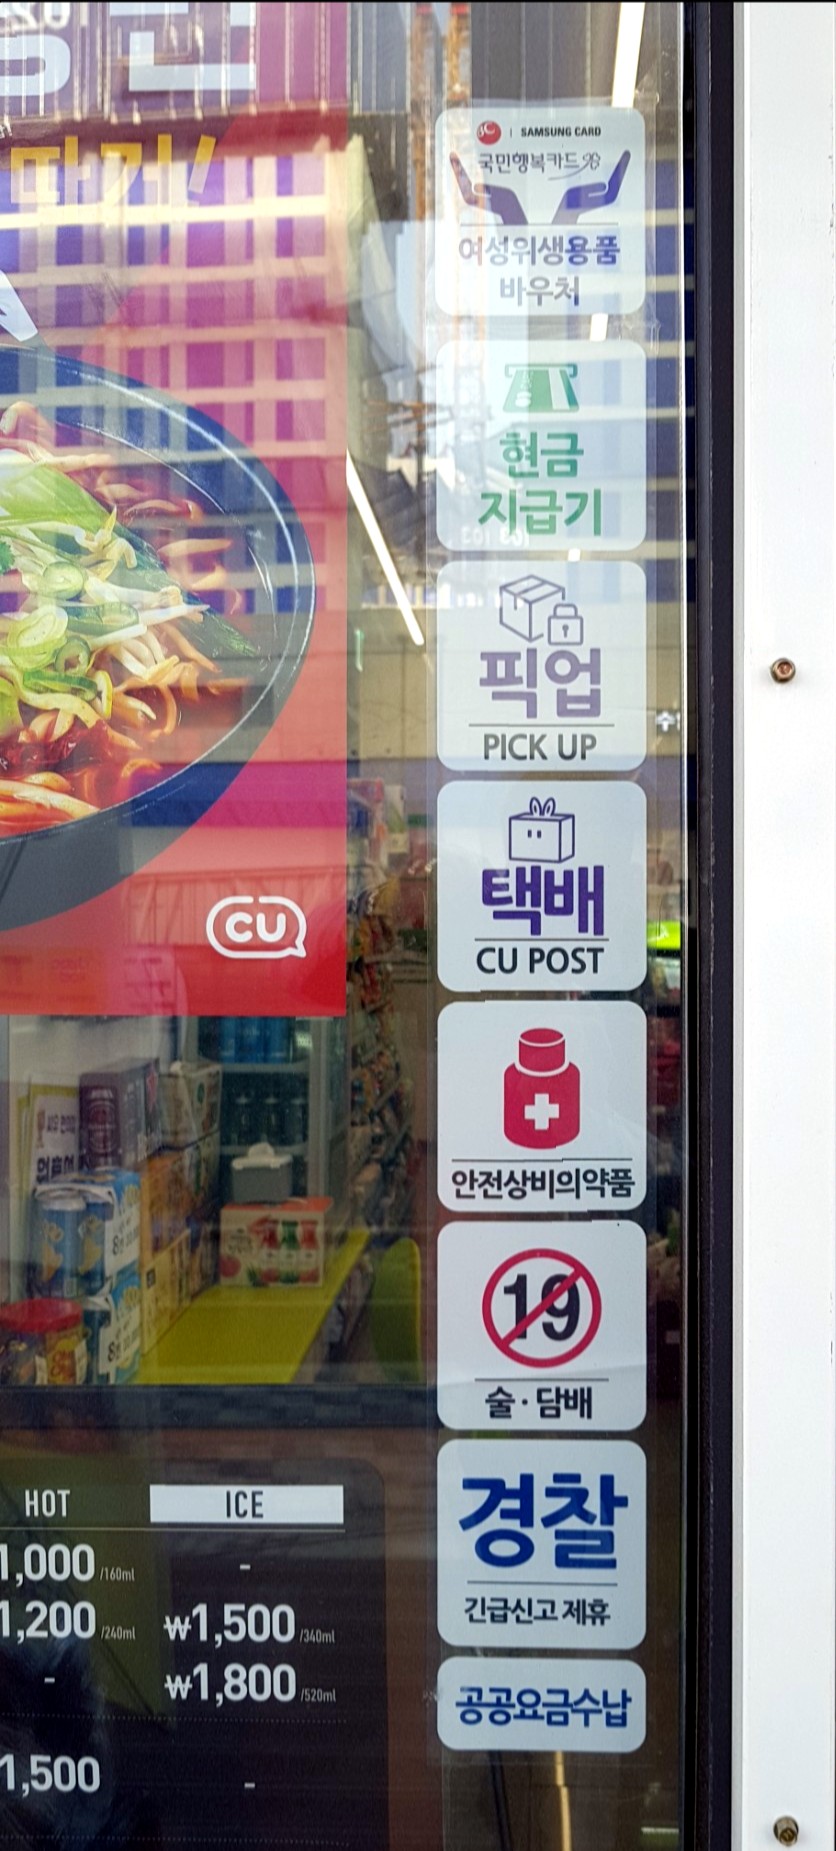 따거!
SAMSUNG CARD
국민행복카드
여성위생용품
바우처
현금
지급기
픽업
PICK UP
택배
CU POST
CU
안전상비의약품
19
술·담배
경찰
긴급신고 제휴
공공요금수납
HOT ICE
1,000 /160ml -
1,200 /240ml ₩1,500 /340ml
- ₩1,800 /520ml
1,500 -